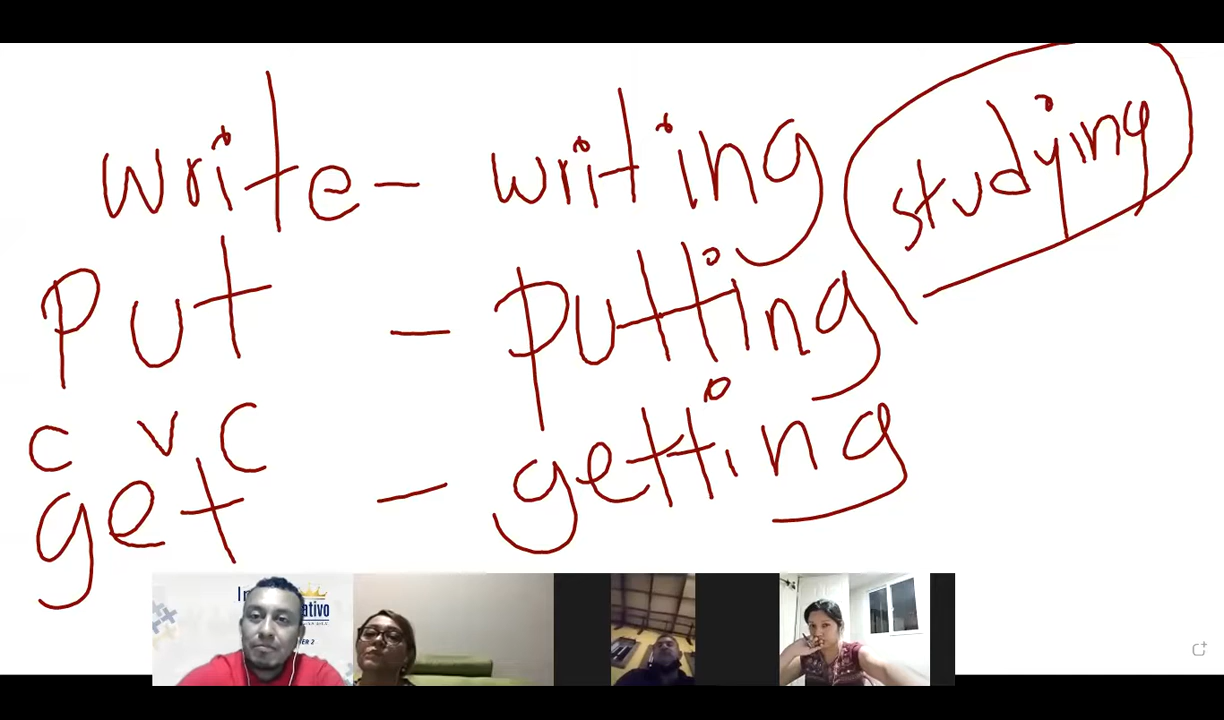 write - writing
studying
put - putting
c v c
get - getting